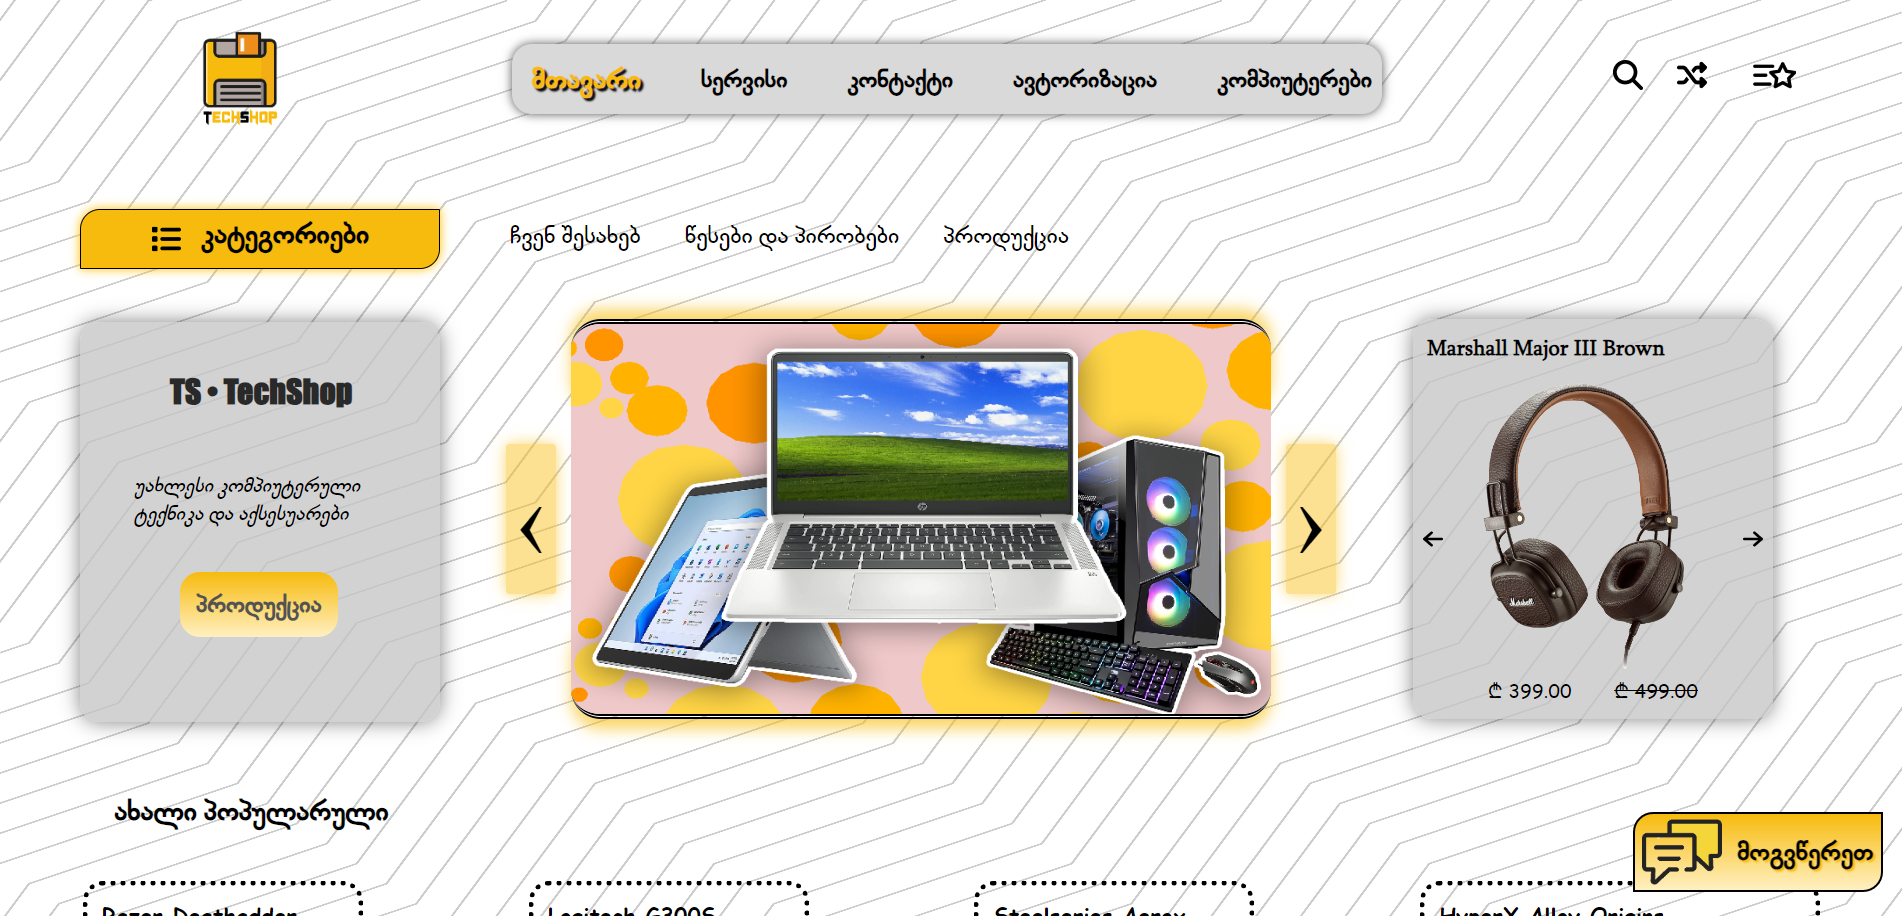 TECHSHOP
მთავარი
სერვისი
კონტაქტი
ავტორიზაცია
კომპიუტერები
კატეგორიები
ჩვენ შესახებ
წესები და პირობები
პროდუქცია
TS • TechShop
უახლესი კომპიუტერული
ტექნიკა და აქსესუარები
პროდუქცია
Marshall Major III Brown
Marshall
₾ 399.00
₾ 499.00
ახალი პოპულარული
მოგვწერეთ
Razer Deathadder
Logitech G300S
Steelseries Aerox
HyperX Alloy Origins